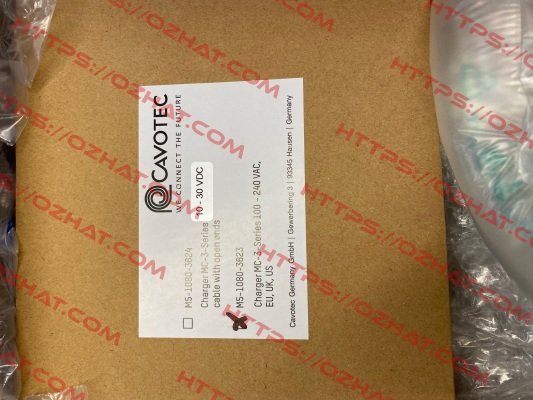 CAVOTEC
WE CONNECT THE FUTURE
M5-1080-3624
Charger MC-3-Series 10 - 30 VDC
cable with open ends
M5-1080-3623
Charger MC-3-Series 100 - 240 VAC,
EU, UK, US
Cavotec Germany GmbH | Gewerbering 3 | 93345 Hausen | Germany
HTTPS://OZHAT.COM